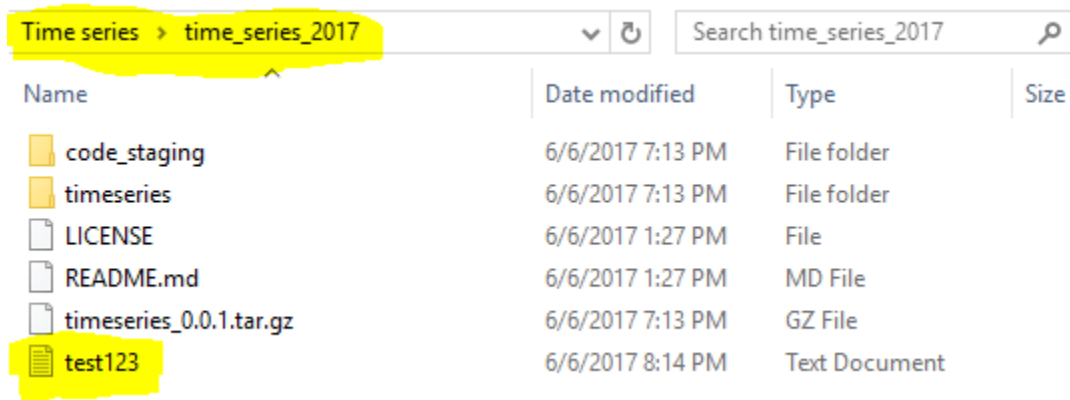 Time series > time_series_2017 Search time_series_2017
Name Date modified Type Size
code_staging 6/6/2017 7:13 PM File folder
timeseries 6/6/2017 7:13 PM File folder
LICENSE 6/6/2017 1:27 PM File
README.md 6/6/2017 1:27 PM MD File
timeseries_0.0.1.tar.gz 6/6/2017 7:13 PM GZ File
test123 6/6/2017 8:14 PM Text Document